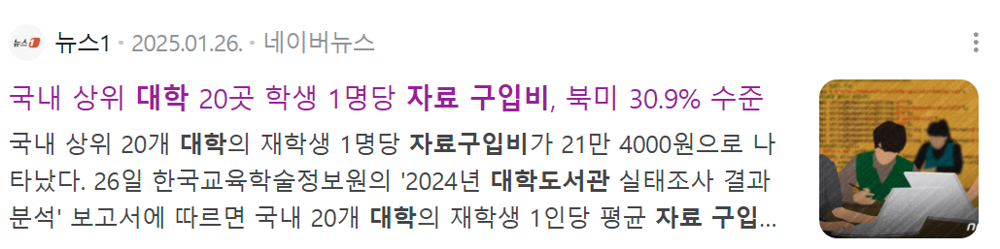 뉴스1 뉴스1 · 2025.01.26. · 네이버뉴스
국내 상위 대학 20곳 학생 1명당 자료 구입비, 북미 30.9% 수준
국내 상위 20개 대학의 재학생 1명당 자료구입비가 21만 4000원으로 나
타났다. 26일 한국교육학술정보원의 '2024년 대학도서관 실태조사 결과
분석' 보고서에 따르면 국내 20개 대학의 재학생 1인당 평균 자료 구입...